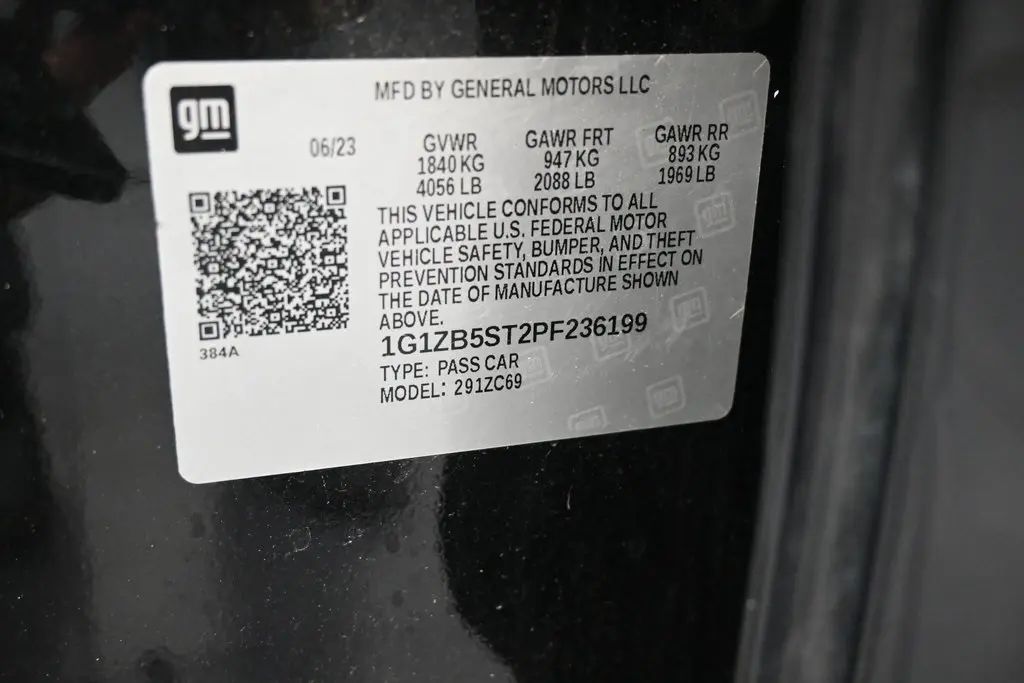 gm
MFD BY GENERAL MOTORS LLC
06/23
GVWR GAWR FRT GAWR RR
1840 KG 947 KG 893 KG
4056 LB 2088 LB 1969 LB
THIS VEHICLE CONFORMS TO ALL
APPLICABLE U.S. FEDERAL MOTOR
VEHICLE SAFETY, BUMPER, AND THEFT
PREVENTION STANDARDS IN EFFECT ON
THE DATE OF MANUFACTURE SHOWN
ABOVE.
384A
1G1ZB5ST2PF236199
TYPE: PASS CAR
MODEL: 291ZC69